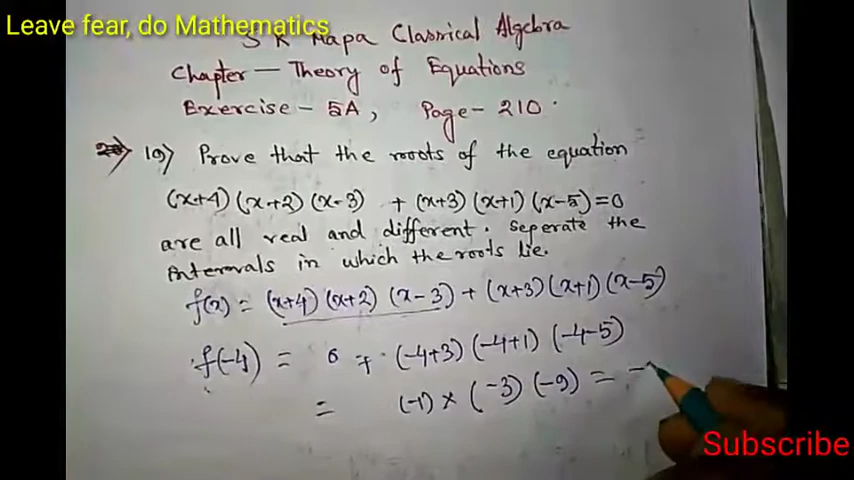 Leave fear, do Mathematics
S K Mapa Classical Algebra
Chapter — Theory of Equations
Exercise - 5A, Page - 210.
19) Prove that the roots of the equation
(x+4) (x+2) (x-3) + (x+3) (x+1) (x-5) = 0
are all real and different. Seperate the
intervals in which the roots lie.
f(x) = (x+4) (x+2) (x-3) + (x+3) (x+1) (x-5)
f(-4) = 0 + (-4+3) (-4+1) (-4-5)
= (-1) × (-3) (-9) = -
Subscribe